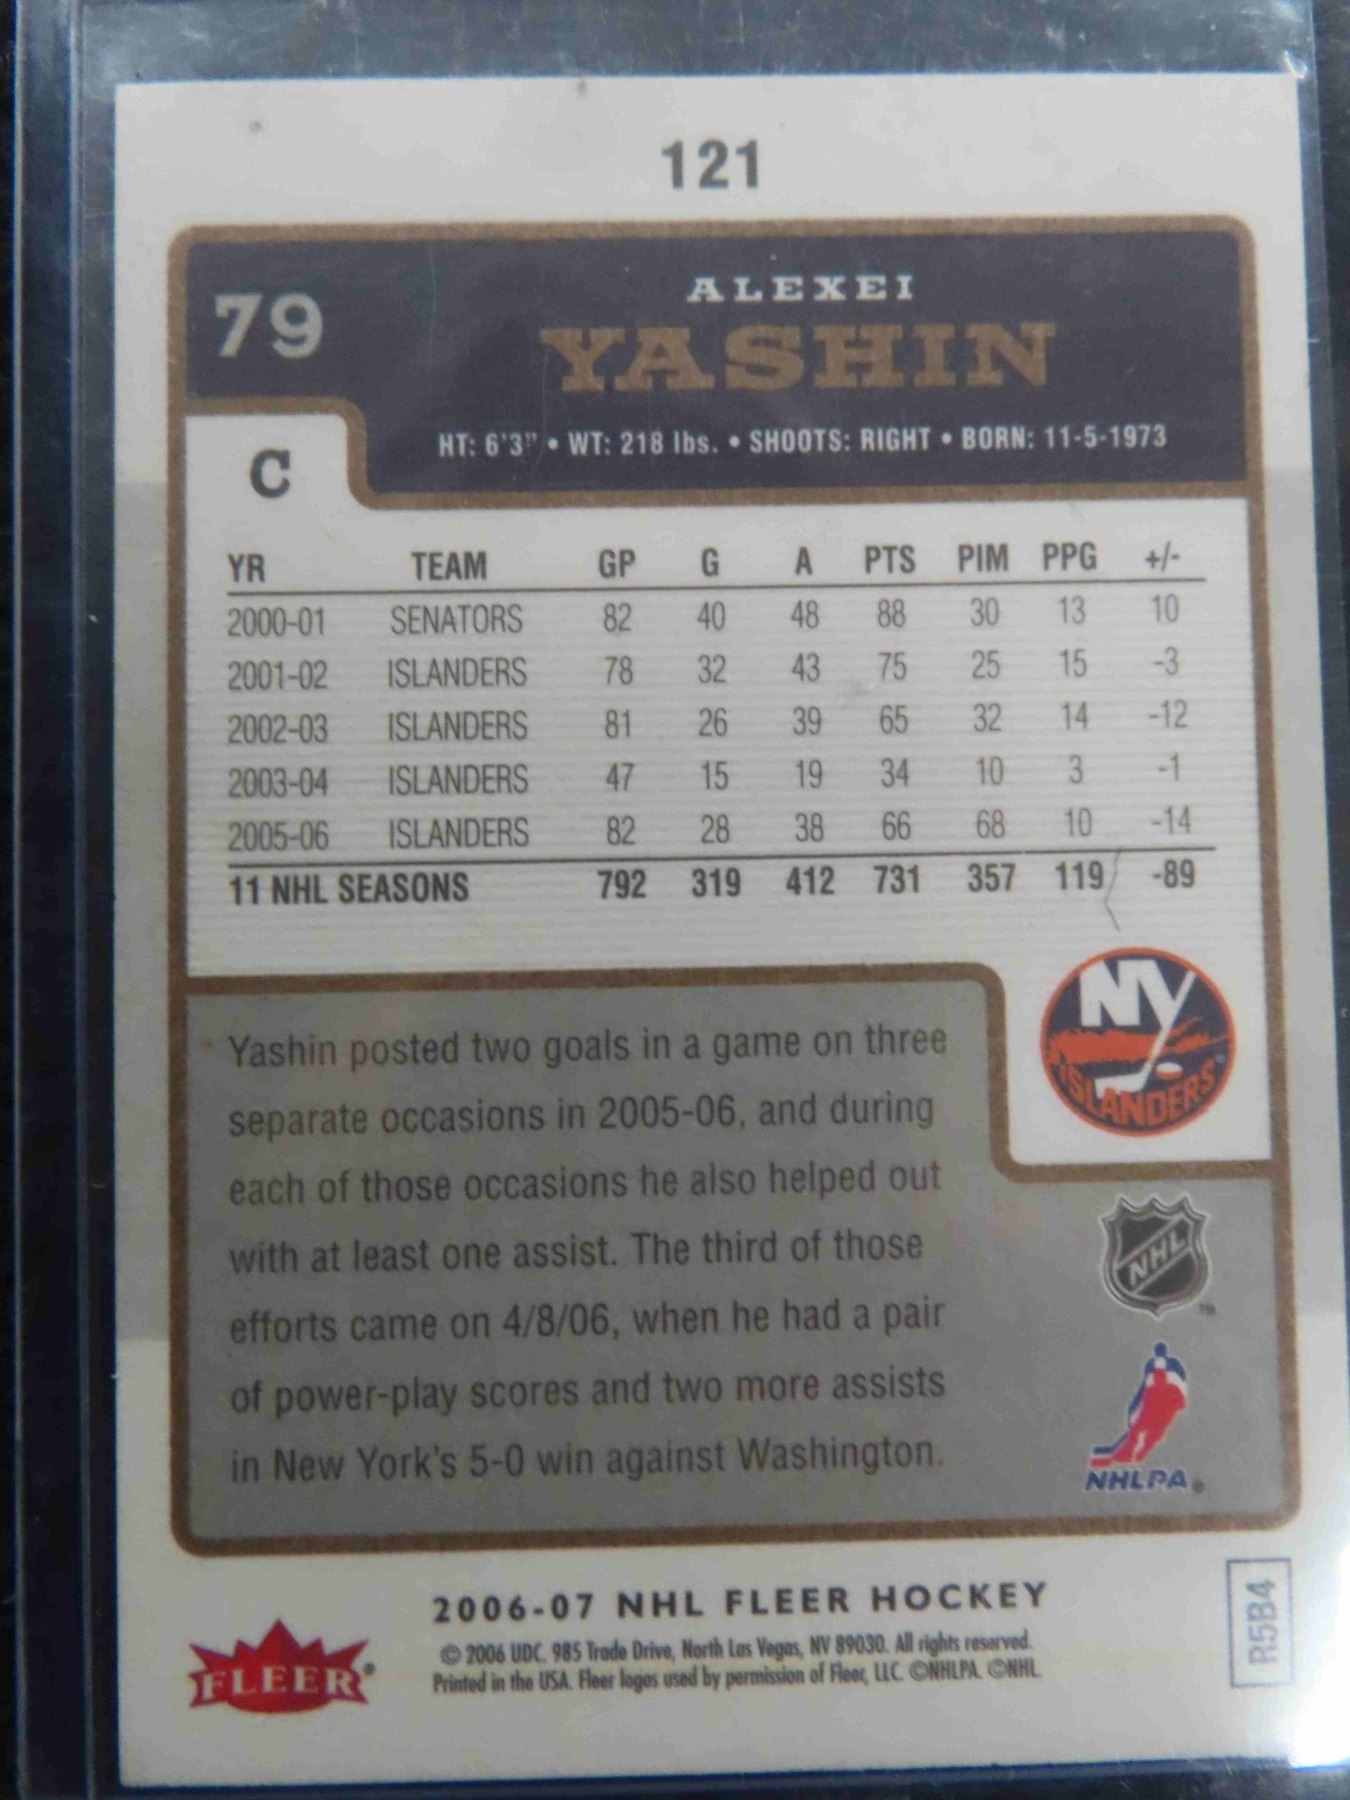 121
79
ALEXEI
YASHIN
HT: 6'3" • WT: 218 lbs. • SHOOTS: RIGHT • BORN: 11-5-1973
C
YR TEAM GP G A PTS PIM PPG +/-
2000-01 SENATORS 82 40 48 88 30 13 10
2001-02 ISLANDERS 78 32 43 75 25 15 -3
2002-03 ISLANDERS 81 26 39 65 32 14 -12
2003-04 ISLANDERS 47 15 19 34 10 3 -1
2005-06 ISLANDERS 82 28 38 66 68 10 -14
11 NHL SEASONS 792 319 412 731 357 119 -89
NY
ISLANDERS
Yashin posted two goals in a game on three
separate occasions in 2005-06, and during
each of those occasions he also helped out
with at least one assist. The third of those
efforts came on 4/8/06, when he had a pair
of power-play scores and two more assists
in New York's 5-0 win against Washington.
NHL TM
NHLPA®
2006-07 NHL FLEER HOCKEY
© 2006 UDC. 985 Trade Drive, North Las Vegas, NV 89030. All rights reserved.
Printed in the USA. Fleer logos used by permission of Fleer, LLC. ©NHLPA. ©NHL
FLEER®
R5B4